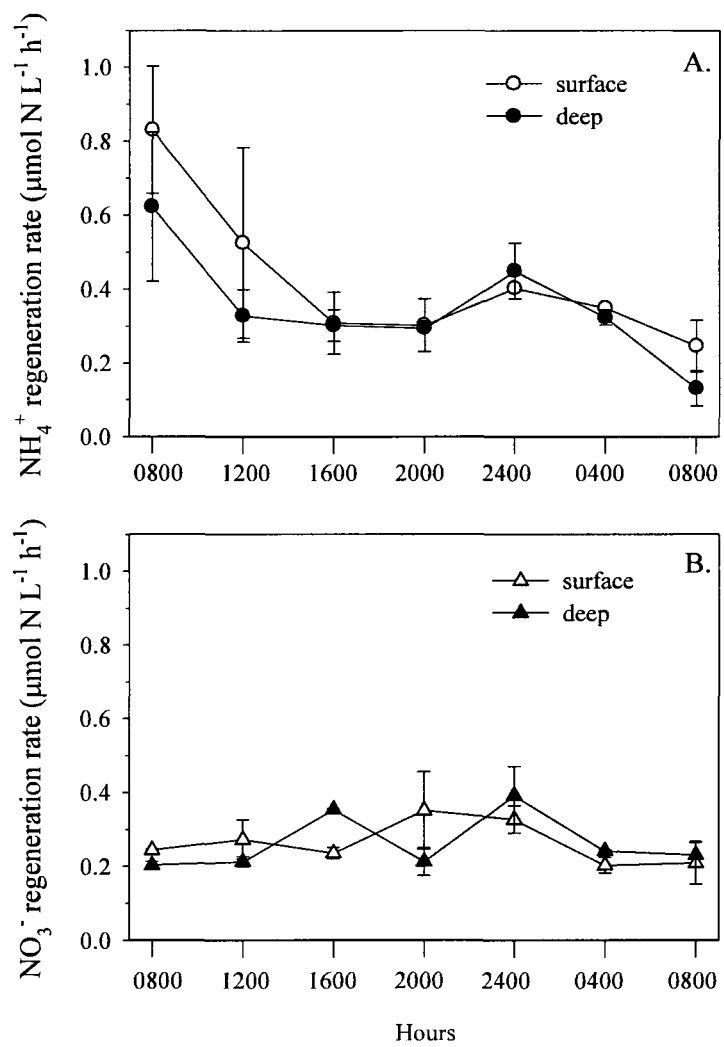 NH₄⁺ regeneration rate (μmol N L⁻¹ h⁻¹)
1.0
0.8
0.6
0.4
0.2
0.0
A.
surface
deep
0800 1200 1600 2000 2400 0400 0800
NO₃⁻ regeneration rate (μmol N L⁻¹ h⁻¹)
1.0
0.8
0.6
0.4
0.2
0.0
B.
surface
deep
0800 1200 1600 2000 2400 0400 0800
Hours